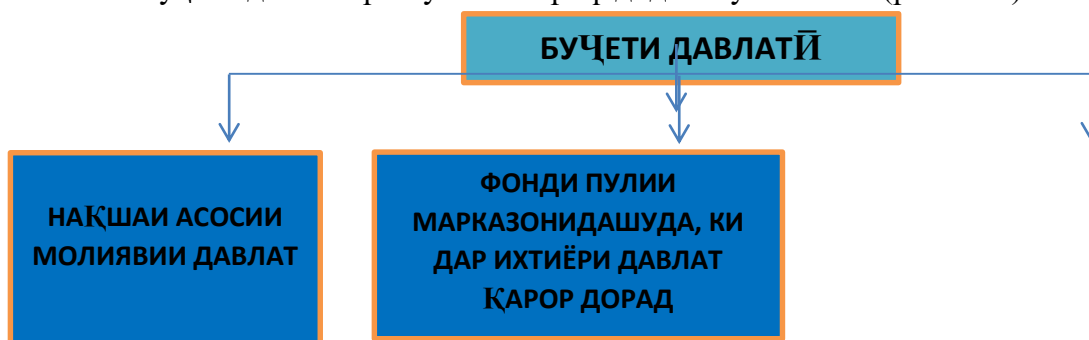 БУҶЕТИ ДАВЛАТӢ
НАҚШАИ АСОСИИ
МОЛИЯВИИ ДАВЛАТ
ФОНДИ ПУЛИИ
МАРКАЗОНИДАШУДА, КИ
ДАР ИХТИЁРИ ДАВЛАТ
ҚАРОР ДОРАД